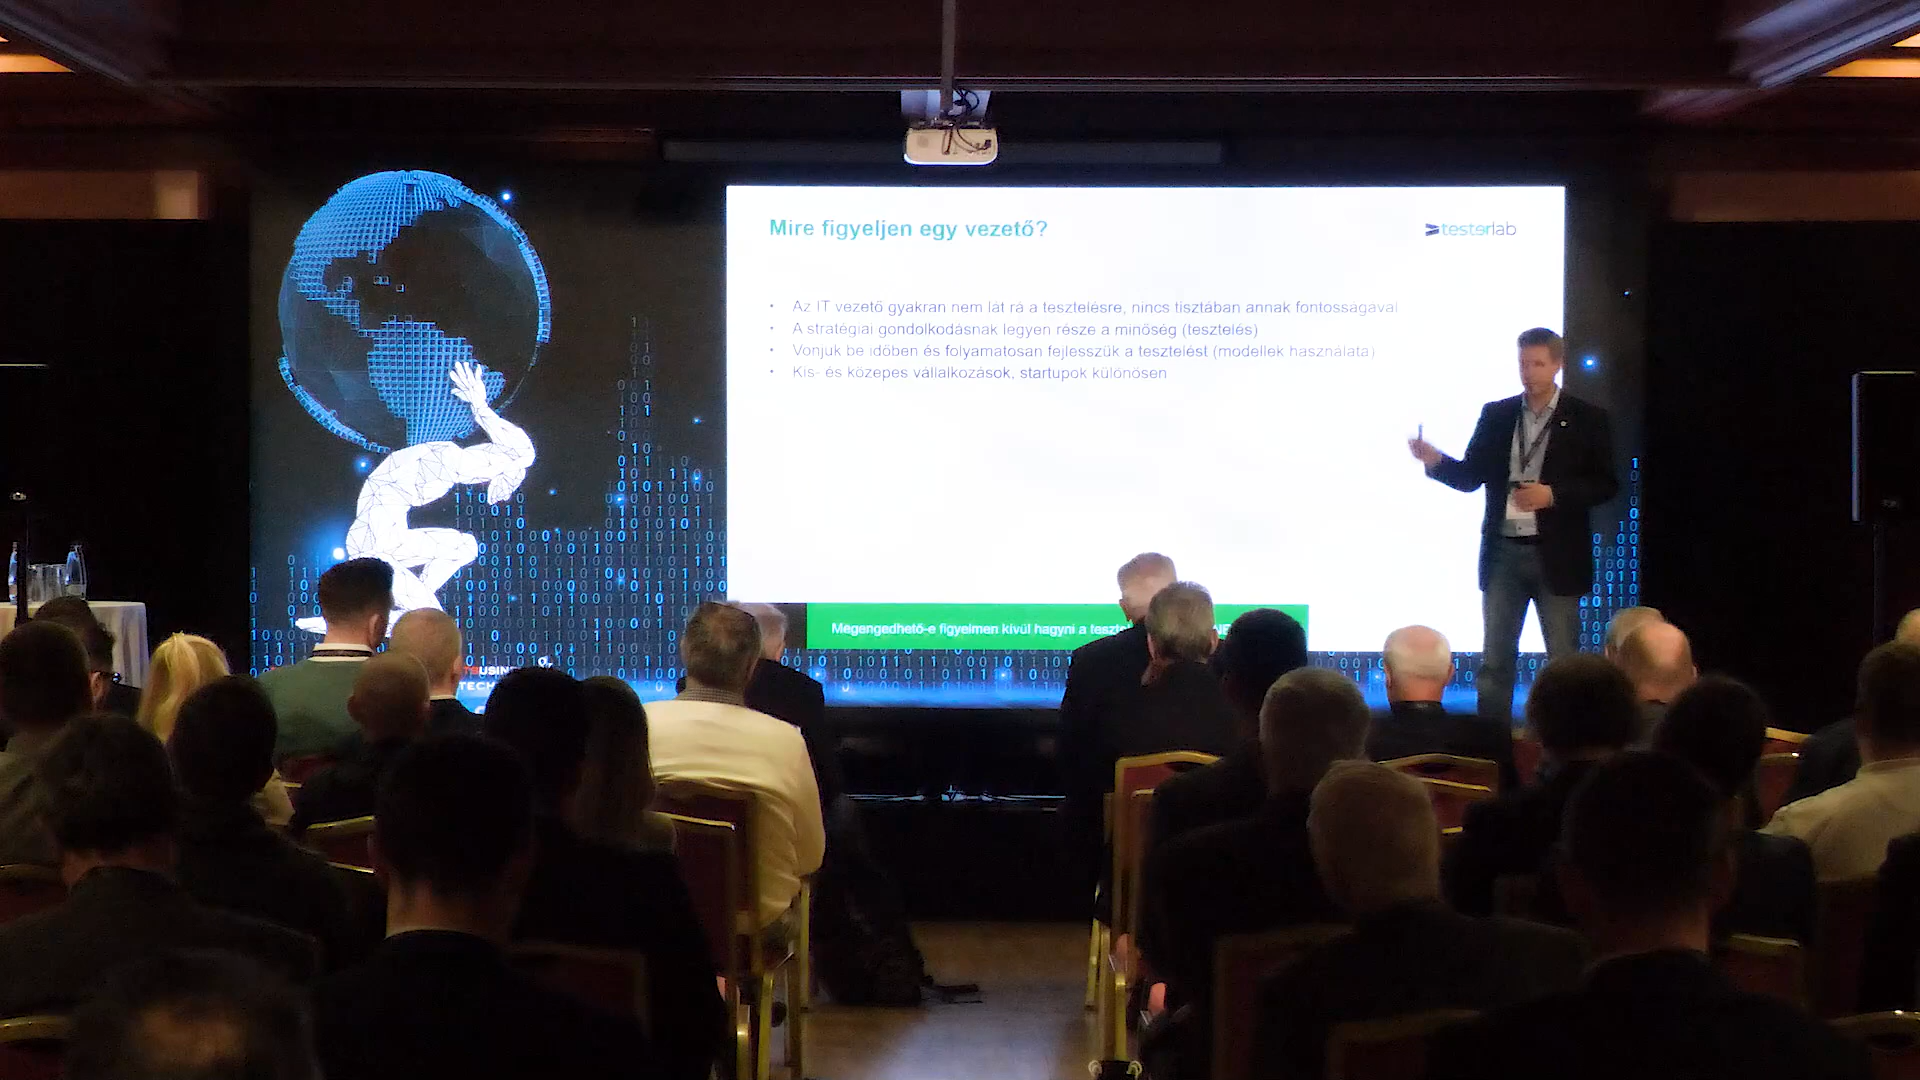 Mire figyeljen egy vezető?
testerlab
• Az IT vezető gyakran nem lát rá a tesztelésre, nincs tisztában annak fontosságával
• A stratégiai gondolkodásnak legyen része a minőség (tesztelés)
• Vonjuk be időben és folyamatosan fejlesszük a tesztelést (modellek használata)
• Kis- és közepes vállalkozások, startupok különösen
Megengedhető-e figyelmen kívül hagyni a